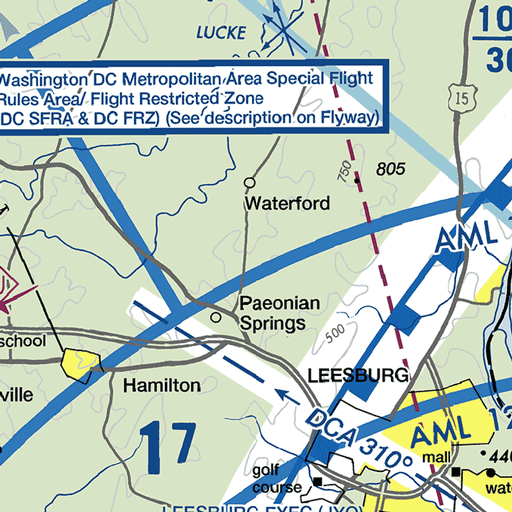 LUCKE
10
30
15
Washington DC Metropolitan Area Special Flight
Rules Area/ Flight Restricted Zone
(DC SFRA & DC FRZ) (See description on Flyway)
750
805
Waterford
AML
Paeonian
Springs
500
school
LEESBURG
Hamilton
ville
DCA 310°
AML
12
17
mall
440
golf
course
wat
LEESBURG EXEC (JYO)